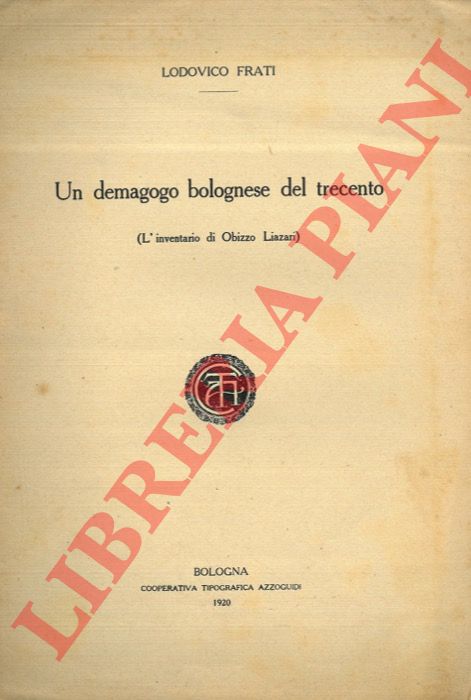 LODOVICO FRATI
Un demagogo bolognese del trecento
(L'inventario di Obizzo Liazari)
BOLOGNA
COOPERATIVA TIPOGRAFICA AZZOGUIDI
1920
LIBRERIA PIANI